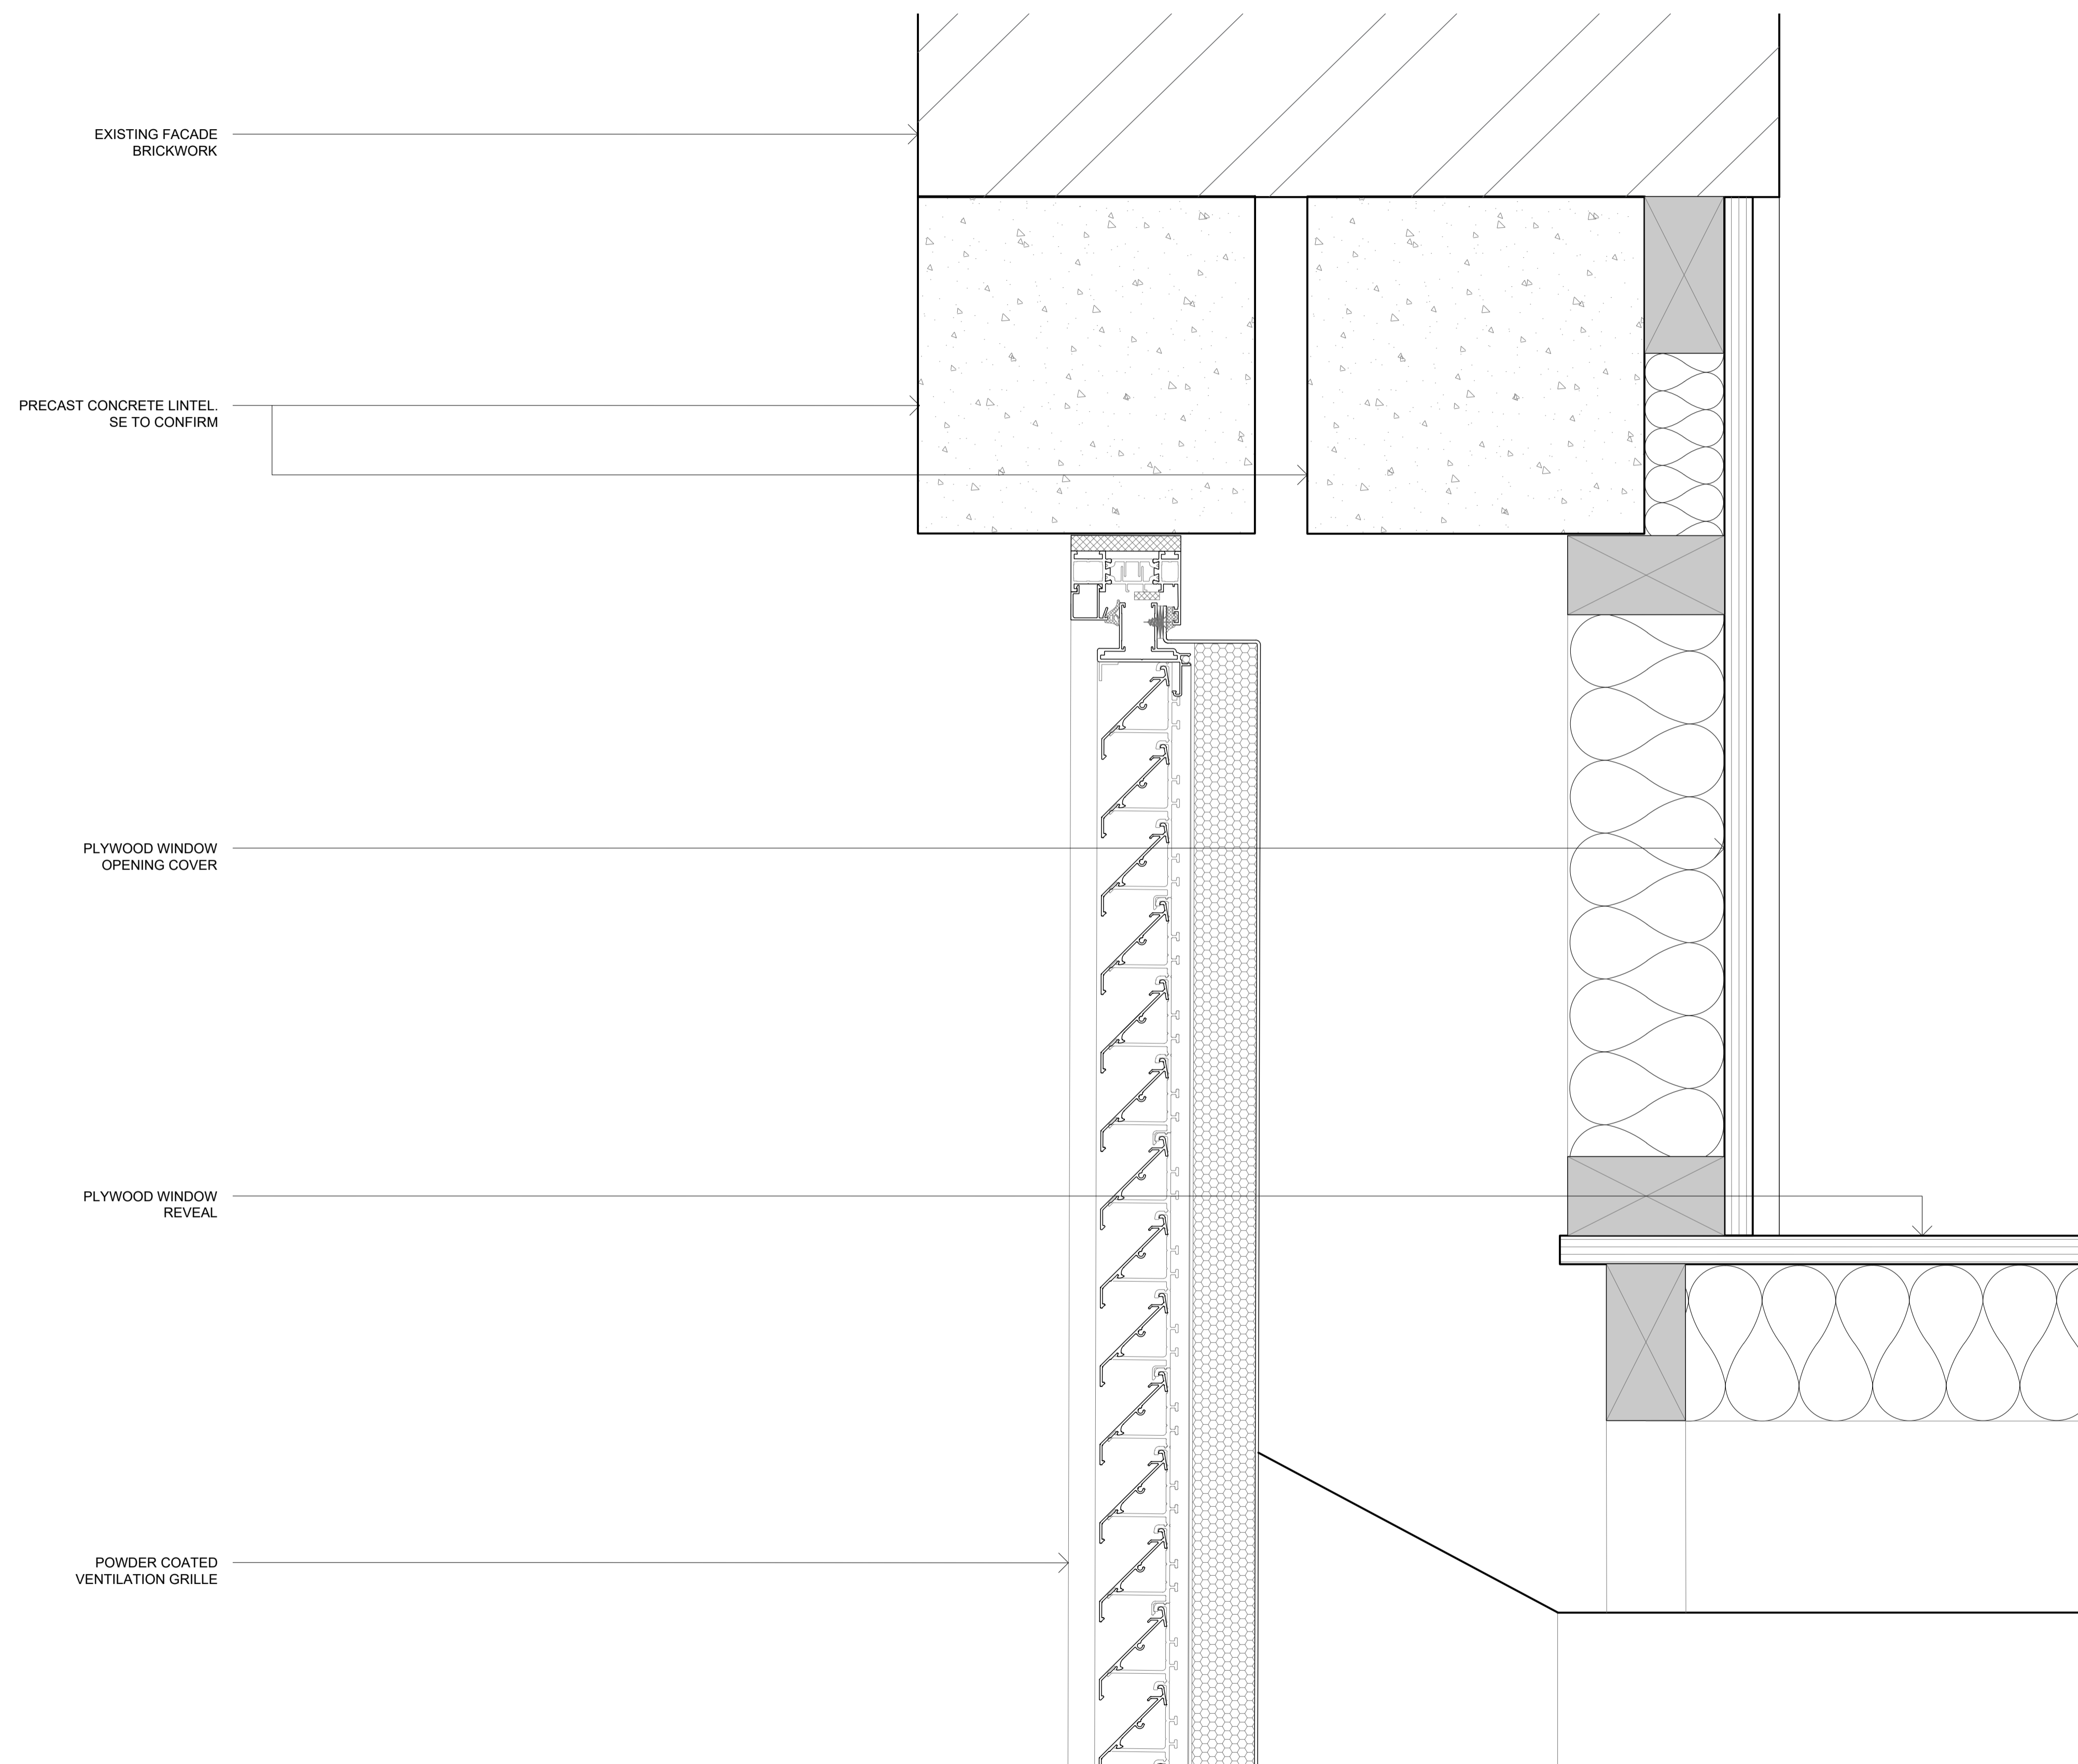 EXISTING FACADE
BRICKWORK
PRECAST CONCRETE LINTEL.
SE TO CONFIRM
PLYWOOD WINDOW
OPENING COVER
PLYWOOD WINDOW
REVEAL
POWDER COATED
VENTILATION GRILLE